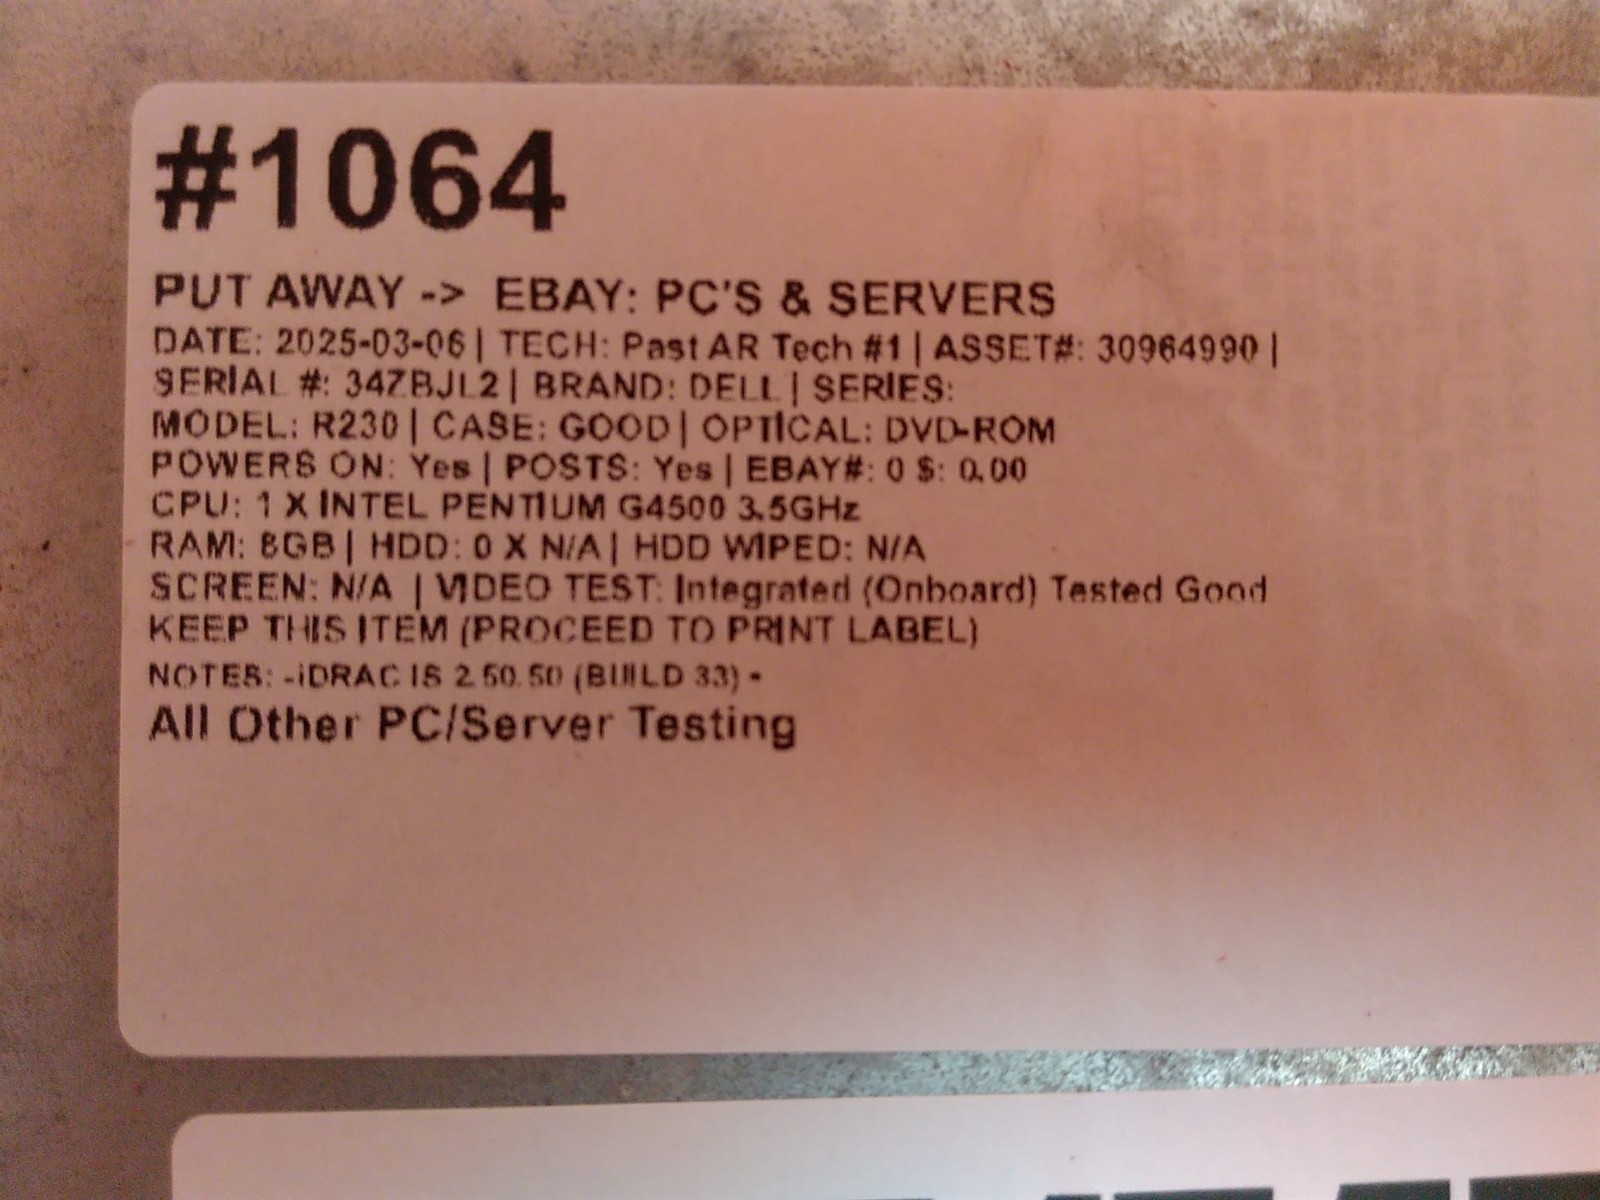 #1064
PUT AWAY -> EBAY: PC'S & SERVERS
DATE: 2025-03-06 | TECH: Past AR Tech #1 | ASSET#: 30964990 |
SERIAL #: 34ZBJL2 | BRAND: DELL | SERIES:
MODEL: R230 | CASE: GOOD | OPTICAL: DVD-ROM
POWERS ON: Yes | POSTS: Yes | EBAY#: 0 $: 0.00
CPU: 1 X INTEL PENTIUM G4500 3.5GHz
RAM: 8GB | HDD: 0 X N/A | HDD WIPED: N/A
SCREEN: N/A | VIDEO TEST: Integrated (Onboard) Tested Good
KEEP THIS ITEM (PROCEED TO PRINT LABEL)
NOTES: -iDRAC IS 2.50.50 (BUILD 33) -
All Other PC/Server Testing